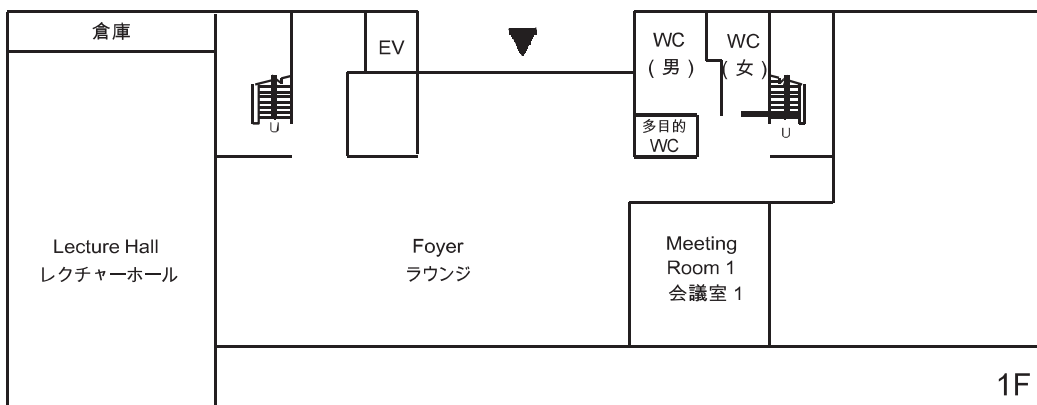 倉庫
EV
WC
( 男 )
WC
( 女 )
多目的
WC
U
U
Lecture Hall
レクチャーホール
Foyer
ラウンジ
Meeting
Room 1
会議室 1
1F